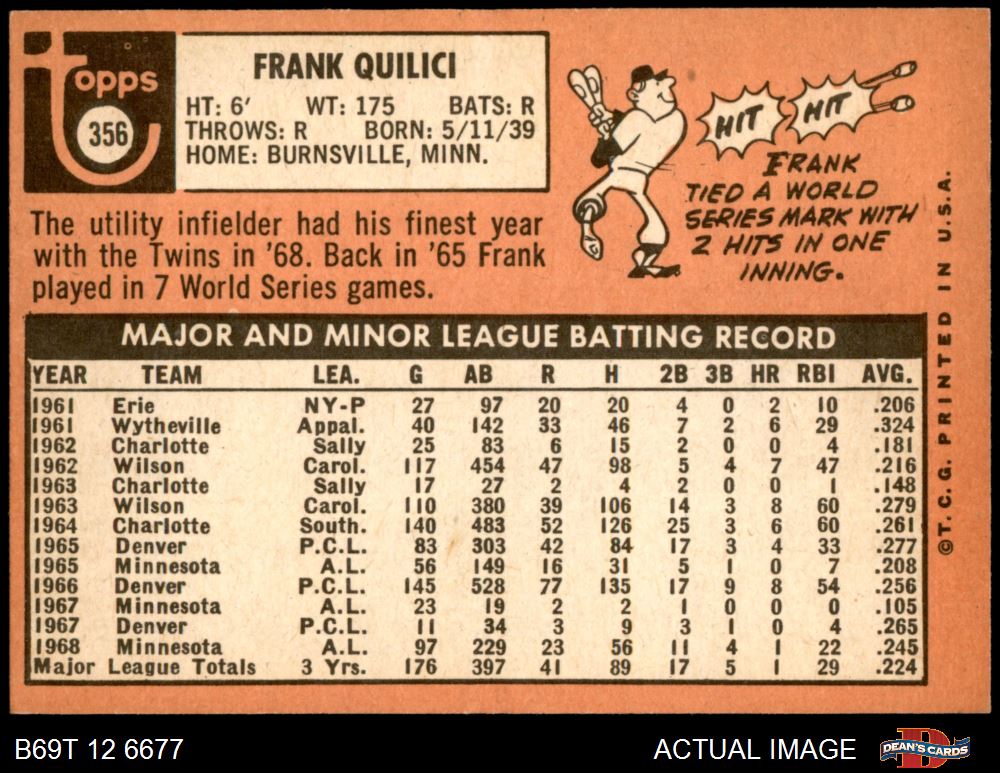 Topps
356
FRANK QUILICI
HT: 6' WT: 175 BATS: R
THROWS: R BORN: 5/11/39
HOME: BURNSVILLE, MINN.
The utility infielder had his finest year
with the Twins in '68. Back in '65 Frank
played in 7 World Series games.
HIT HIT
FRANK
TIED A WORLD
SERIES MARK WITH
2 HITS IN ONE
INNING.
MAJOR AND MINOR LEAGUE BATTING RECORD
YEAR TEAM LEA. G AB R H 2B 3B HR RBI AVG.
1961 Erie NY-P 27 97 20 20 4 0 2 10 .206
1961 Wytheville Appal. 40 142 33 46 7 2 6 29 .324
1962 Charlotte Sally 25 83 6 15 2 0 0 4 .181
1962 Wilson Carol. 117 454 47 98 5 4 7 47 .216
1963 Charlotte Sally 17 27 2 4 2 0 0 1 .148
1963 Wilson Carol. 110 380 39 106 14 3 8 60 .279
1964 Charlotte South. 140 483 52 126 25 3 6 60 .261
1965 Denver P.C.L. 83 303 42 84 17 3 4 33 .277
1965 Minnesota A.L. 56 149 16 31 5 1 0 7 .208
1966 Denver P.C.L. 145 528 77 135 17 9 8 54 .256
1967 Minnesota A.L. 23 19 2 2 1 0 0 0 .105
1967 Denver P.C.L. 11 34 3 9 3 1 0 4 .265
1968 Minnesota A.L. 97 229 23 56 11 4 1 22 .245
Major League Totals 3 Yrs. 176 397 41 89 17 5 1 29 .224
©T. C. G. PRINTED IN U.S.A.
B69T 12 6677
ACTUAL IMAGE
DEAN'S CARDS